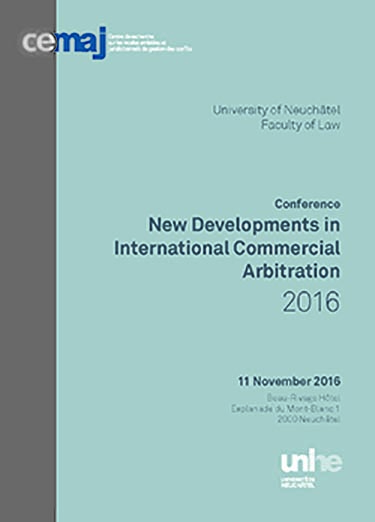 cemaj
Centre de recherche
sur les modes amiables et
juridictionnels de gestion des conflits
University of Neuchâtel
Faculty of Law
Conference
New Developments in
International Commercial
Arbitration
2016
11 November 2016
Beau-Rivage Hôtel
Esplanade du Mont-Blanc 1
2000 Neuchâtel
unine
UNIVERSITÉ DE
NEUCHÂTEL